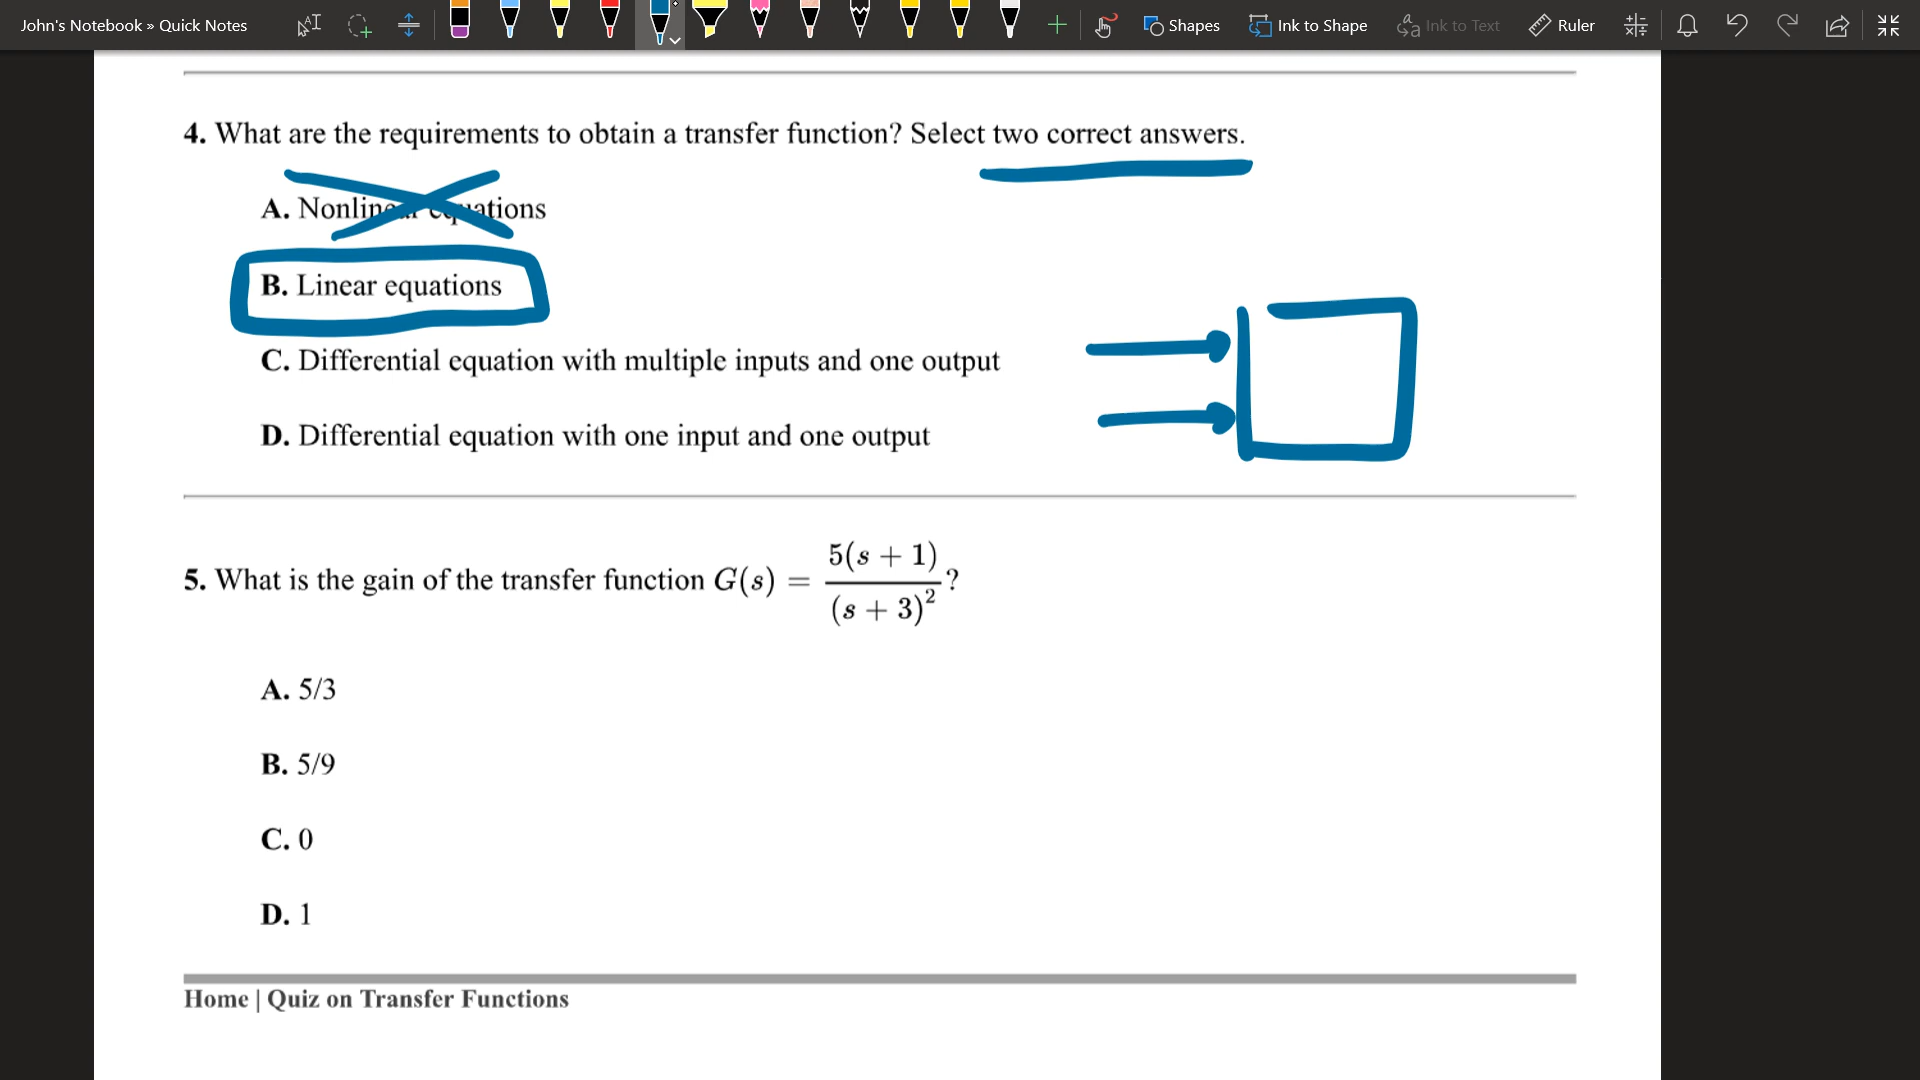 John's Notebook » Quick Notes
Shapes
Ink to Shape
Ink to Text
Ruler
4. What are the requirements to obtain a transfer function? Select two correct answers.
A. Nonlinear equations
B. Linear equations
C. Differential equation with multiple inputs and one output
D. Differential equation with one input and one output
5. What is the gain of the transfer function G(s) = 5(s + 1) / (s + 3)² ?
A. 5/3
B. 5/9
C. 0
D. 1
Home | Quiz on Transfer Functions